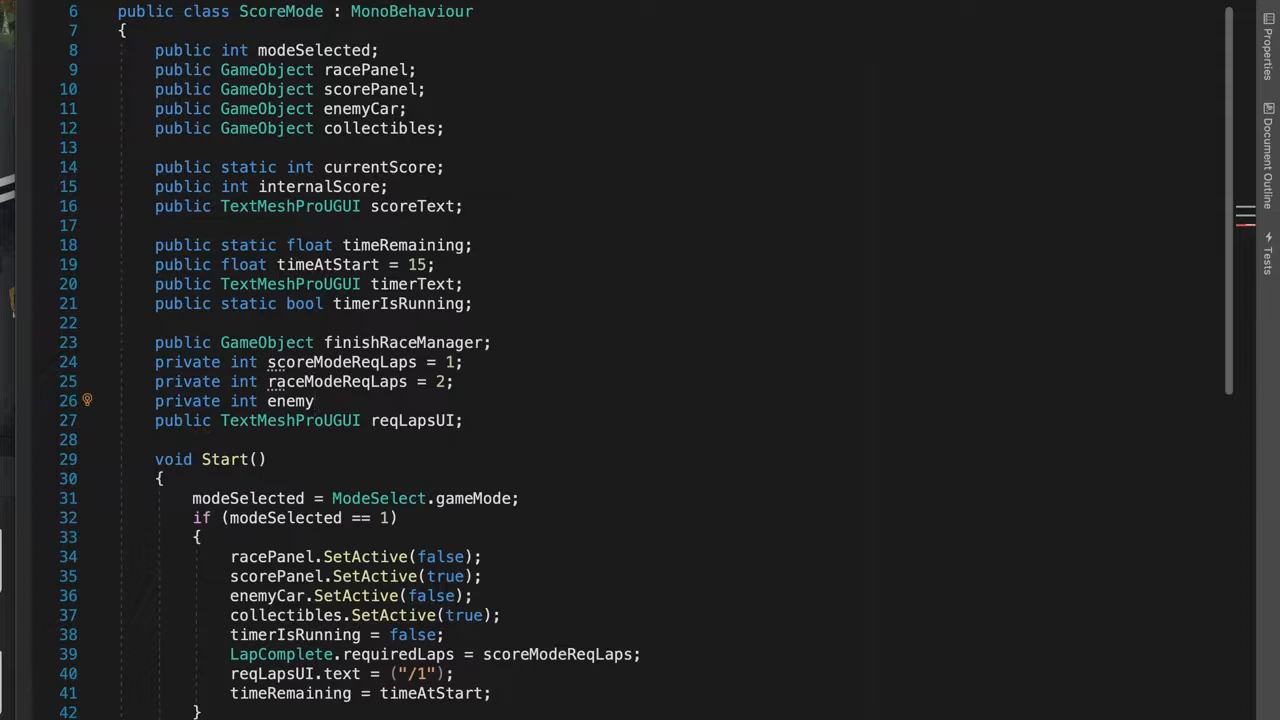 6 public class ScoreMode : MonoBehaviour
7 {
8 public int modeSelected;
9 public GameObject racePanel;
10 public GameObject scorePanel;
11 public GameObject enemyCar;
12 public GameObject collectibles;
13
14 public static int currentScore;
15 public int internalScore;
16 public TextMeshProUGUI scoreText;
17
18 public static float timeRemaining;
19 public float timeAtStart = 15;
20 public TextMeshProUGUI timerText;
21 public static bool timerIsRunning;
22
23 public GameObject finishRaceManager;
24 private int scoreModeReqLaps = 1;
25 private int raceModeReqLaps = 2;
26 private int enemy
27 public TextMeshProUGUI reqLapsUI;
28
29 void Start()
30 {
31 modeSelected = ModeSelect.gameMode;
32 if (modeSelected == 1)
33 {
34 racePanel.SetActive(false);
35 scorePanel.SetActive(true);
36 enemyCar.SetActive(false);
37 collectibles.SetActive(true);
38 timerIsRunning = false;
39 LapComplete.requiredLaps = scoreModeReqLaps;
40 reqLapsUI.text = ("/1");
41 timeRemaining = timeAtStart;
42 }
Properties
Document Outline
Tests